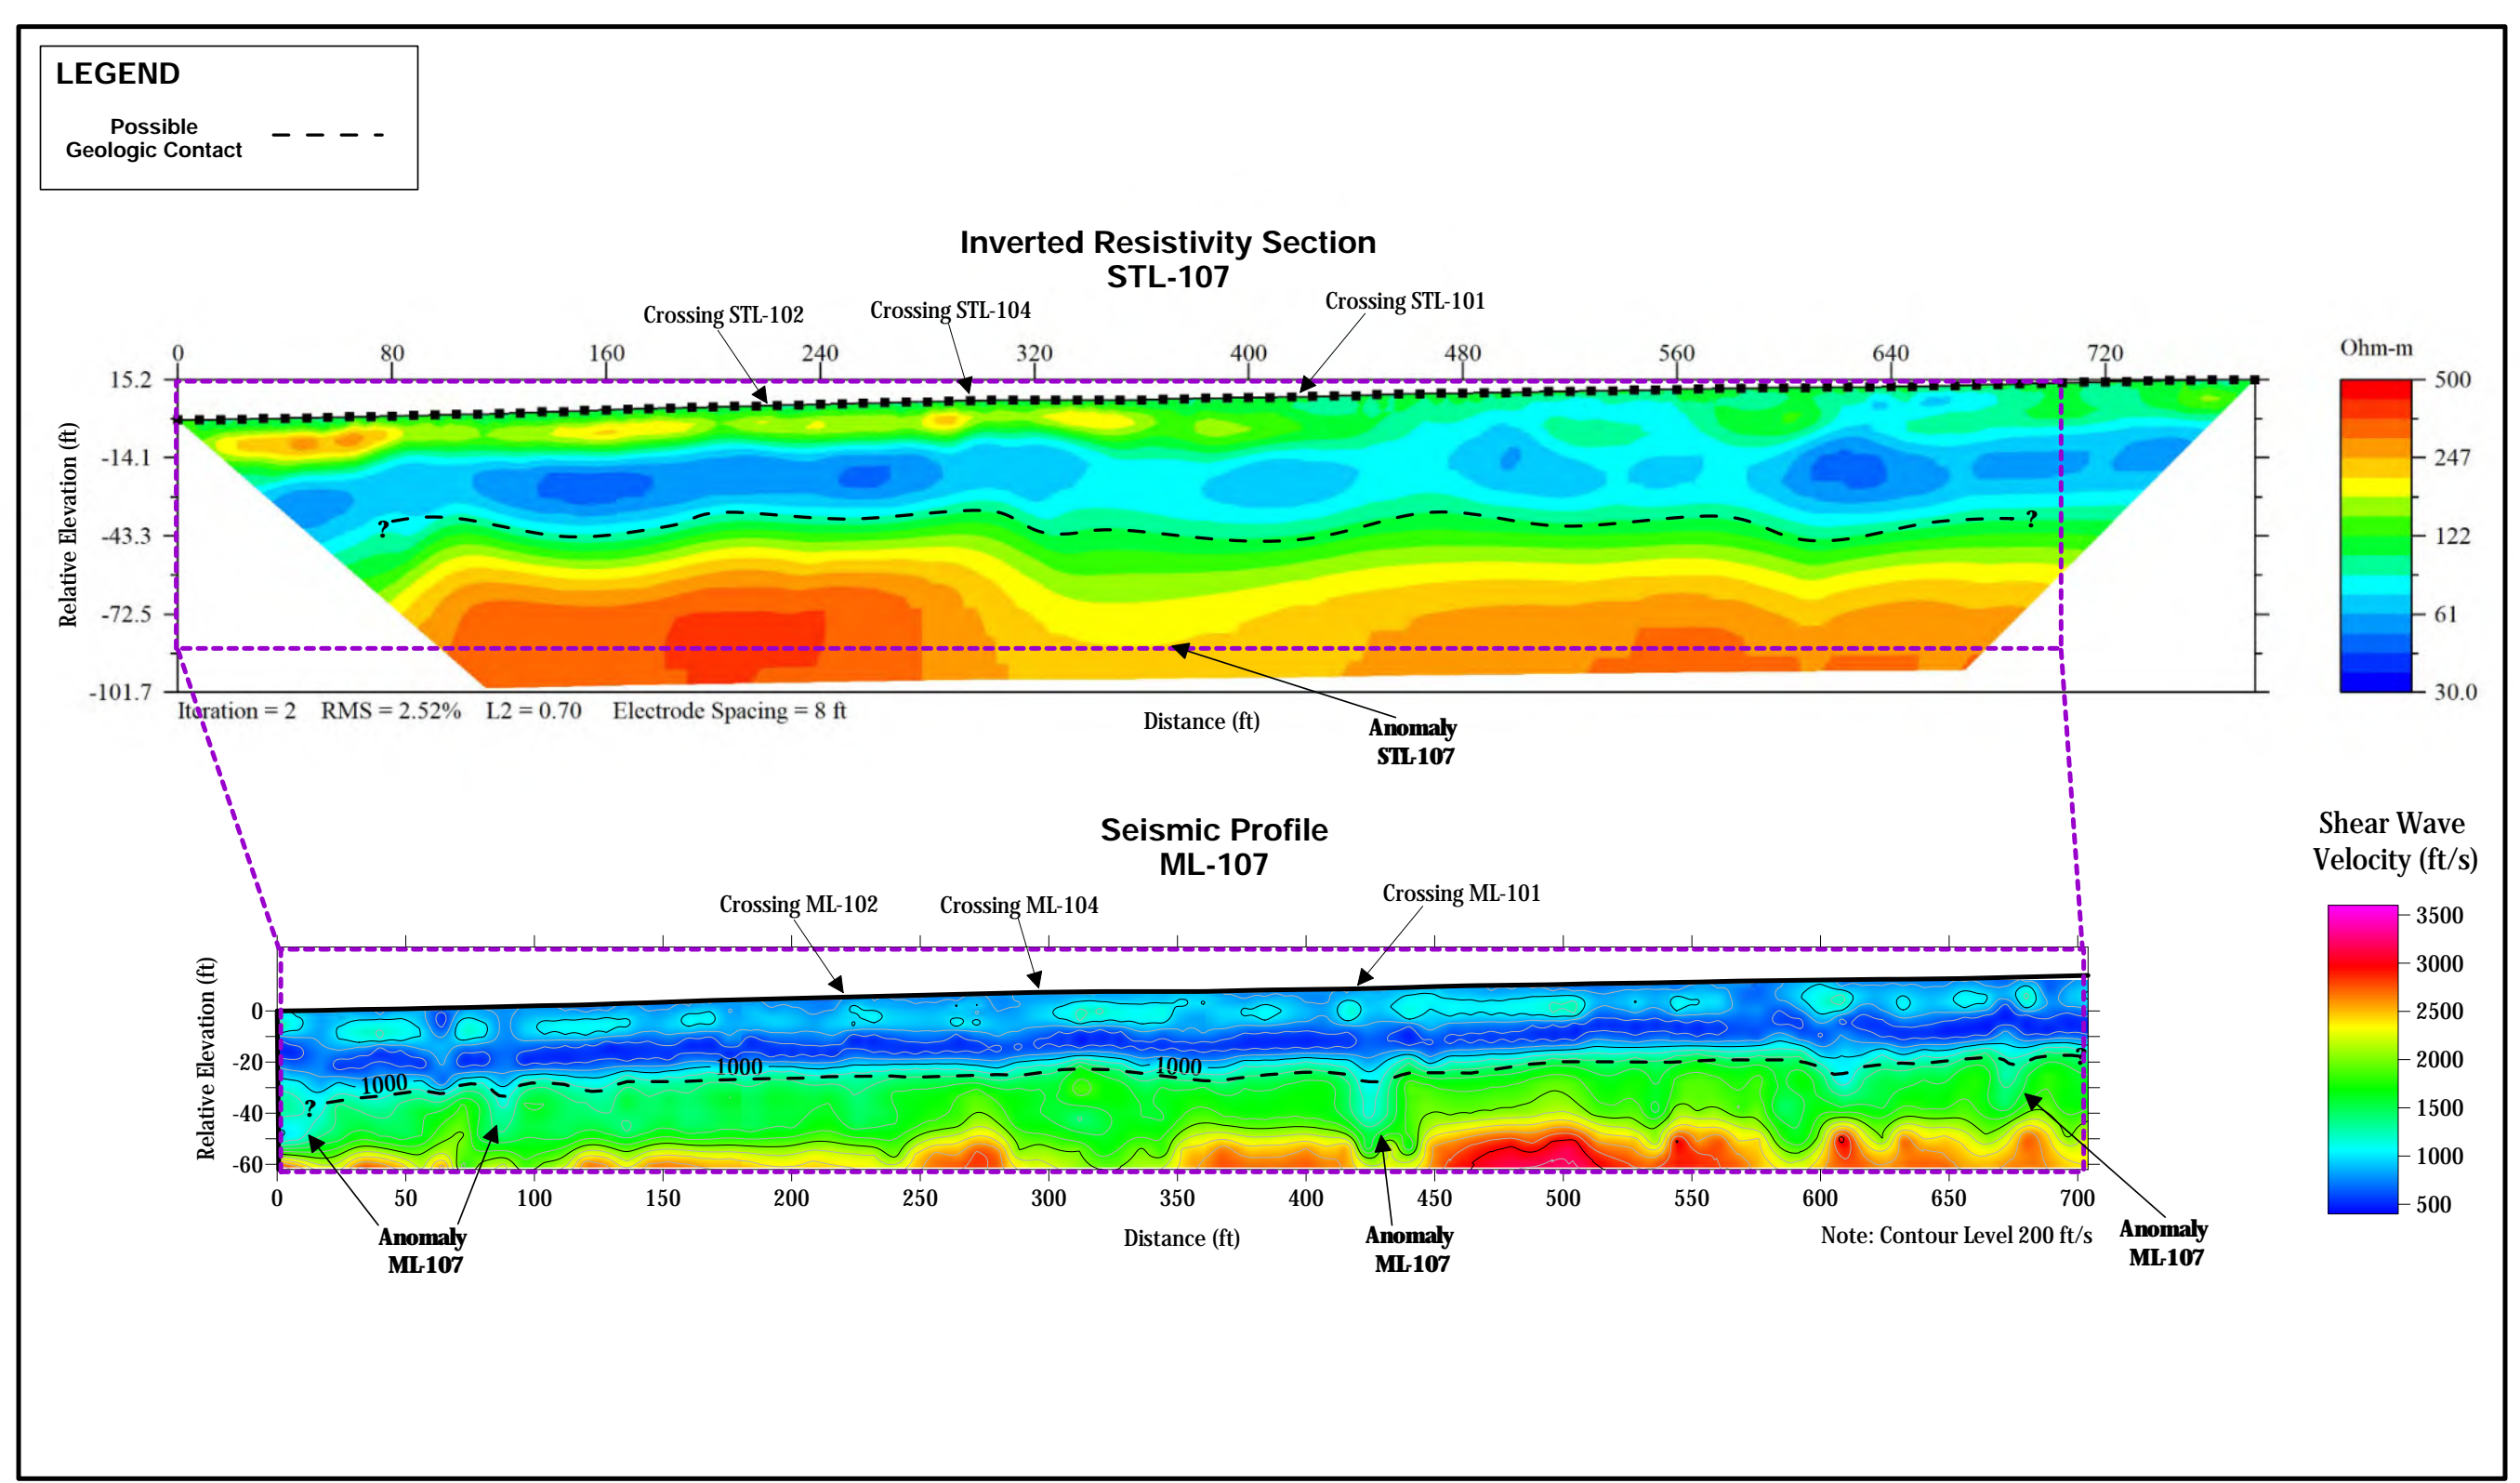 LEGEND
Possible
Geologic Contact
Inverted Resistivity Section
STL-107
Crossing STL-102
Crossing STL-104
Crossing STL-101
0 80 160 240 320 400 480 560 640 720
Ohm-m
15.2
-14.1
-43.3
-72.5
-101.7
Relative Elevation (ft)
?
?
500
247
122
61
30.0
Iteration = 2 RMS = 2.52% L2 = 0.70 Electrode Spacing = 8 ft
Distance (ft)
Anomaly
STL-107
Seismic Profile
ML-107
Shear Wave
Velocity (ft/s)
Crossing ML-102
Crossing ML-104
Crossing ML-101
Relative Elevation (ft)
0
-20
-40
-60
1000
1000
1000
?
?
3500
3000
2500
2000
1500
1000
500
0 50 100 150 200 250 300 350 400 450 500 550 600 650 700
Distance (ft)
Note: Contour Level 200 ft/s
Anomaly
ML-107
Anomaly
ML-107
Anomaly
ML-107